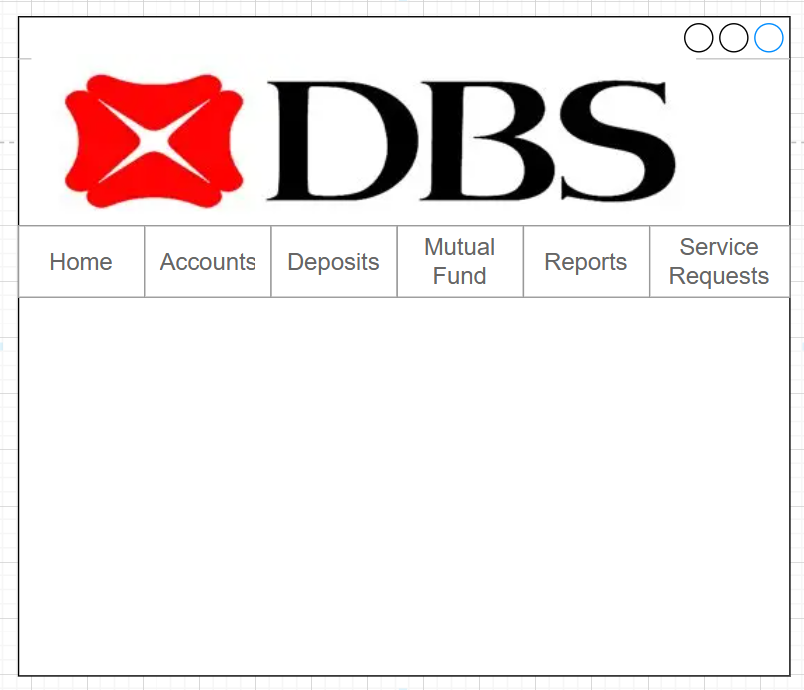 DBS
Home
Accounts
Deposits
Mutual
Fund
Reports
Service
Requests